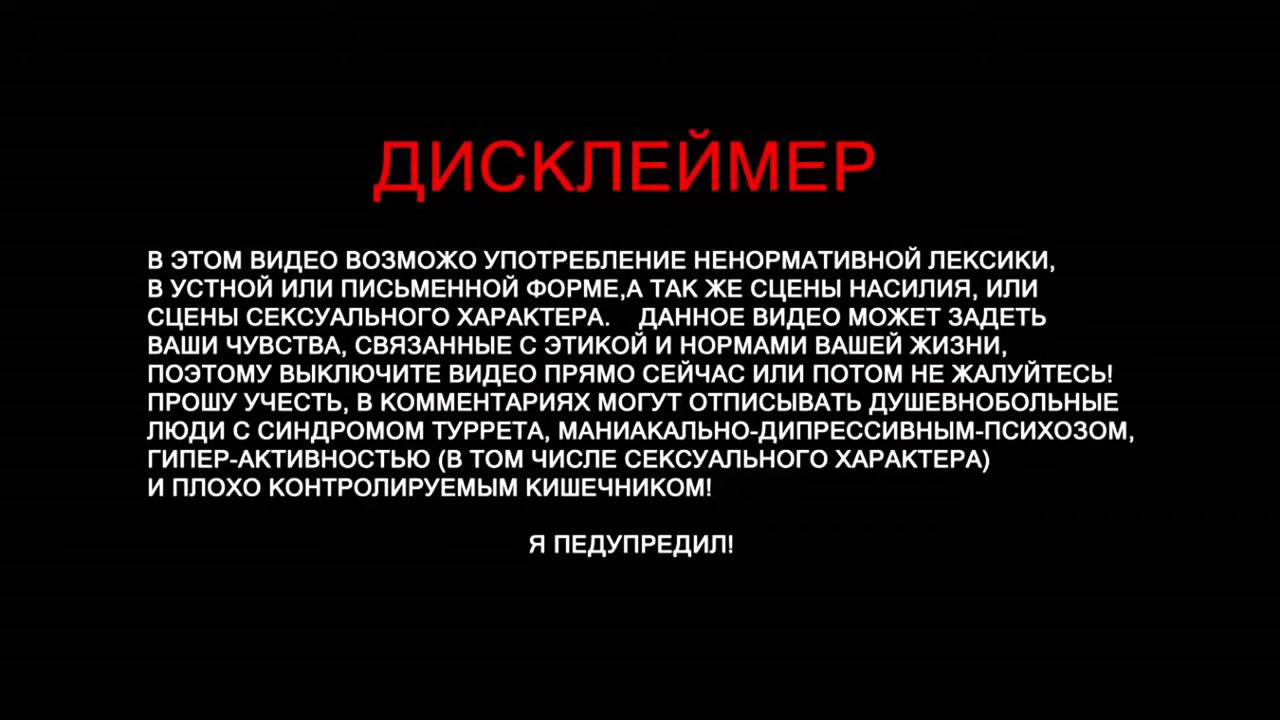 ДИСКЛЕЙМЕР
В ЭТОМ ВИДЕО ВОЗМОЖО УПОТРЕБЛЕНИЕ НЕНОРМАТИВНОЙ ЛЕКСИКИ,
В УСТНОЙ ИЛИ ПИСЬМЕННОЙ ФОРМЕ,А ТАК ЖЕ СЦЕНЫ НАСИЛИЯ, ИЛИ
СЦЕНЫ СЕКСУАЛЬНОГО ХАРАКТЕРА. ДАННОЕ ВИДЕО МОЖЕТ ЗАДЕТЬ
ВАШИ ЧУВСТВА, СВЯЗАННЫЕ С ЭТИКОЙ И НОРМАМИ ВАШЕЙ ЖИЗНИ,
ПОЭТОМУ ВЫКЛЮЧИТЕ ВИДЕО ПРЯМО СЕЙЧАС ИЛИ ПОТОМ НЕ ЖАЛУЙТЕСЬ!
ПРОШУ УЧЕСТЬ, В КОММЕНТАРИЯХ МОГУТ ОТПИСЫВАТЬ ДУШЕВНОБОЛЬНЫЕ
ЛЮДИ С СИНДРОМОМ ТУРРЕТА, МАНИАКАЛЬНО-ДИПРЕССИВНЫМ-ПСИХОЗОМ,
ГИПЕР-АКТИВНОСТЬЮ (В ТОМ ЧИСЛЕ СЕКСУАЛЬНОГО ХАРАКТЕРА)
И ПЛОХО КОНТРОЛИРУЕМЫМ КИШЕЧНИКОМ!
Я ПЕДУПРЕДИЛ!